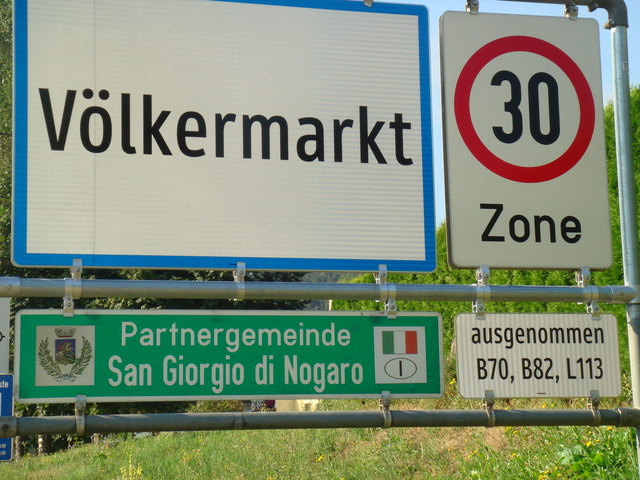 Völkermarkt
30
Zone
Partnergemeinde
San Giorgio di Nogaro
I
ausgenommen
B70, B82, L113